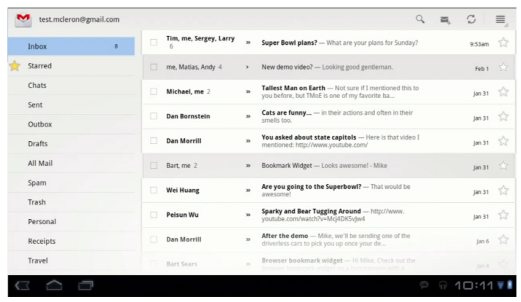 test.mcleron@gmail.com
Inbox 8
Starred
Chats
Sent
Outbox
Drafts
All Mail
Spam
Trash
Personal
Receipts
Travel
Tim, me, Sergey, Larry 6 » Super Bowl plans? — What are your plans for Sunday? 9:53am
me, Matias, Andy 4 › New demo video? — Looking good gentleman. Feb 1
Michael, me 2 » Tallest Man on Earth — Not sure if I mentioned this to
you before, but TMoE is one of my favorite ba... Jan 31
Dan Bornstein » Cats are funny... — in their actions and often in their
smells too. Jan 31
Dan Morrill » You asked about state capitols — Here is that video I
mentioned: http://www.youtube.com/ Jan 31
Bart, me 2 » Bookmark Widget — Looks awesome! - Mike Jan 31
Wei Huang » Are you going to the Superbowl? — That would be
awesome! Jan 31
Peisun Wu » Sparky and Bear Tugging Around — http://www.
youtube.com/watch?v=McJ4DK5vJw4 Jan 31
Dan Morrill » After the demo — Mike, we'll be sending one of the
driverless cars to pick you up once your de... Jan 6
Bart Sears » Browser bookmark widget — Hi Mike. Check out the
Jan 4
10:11